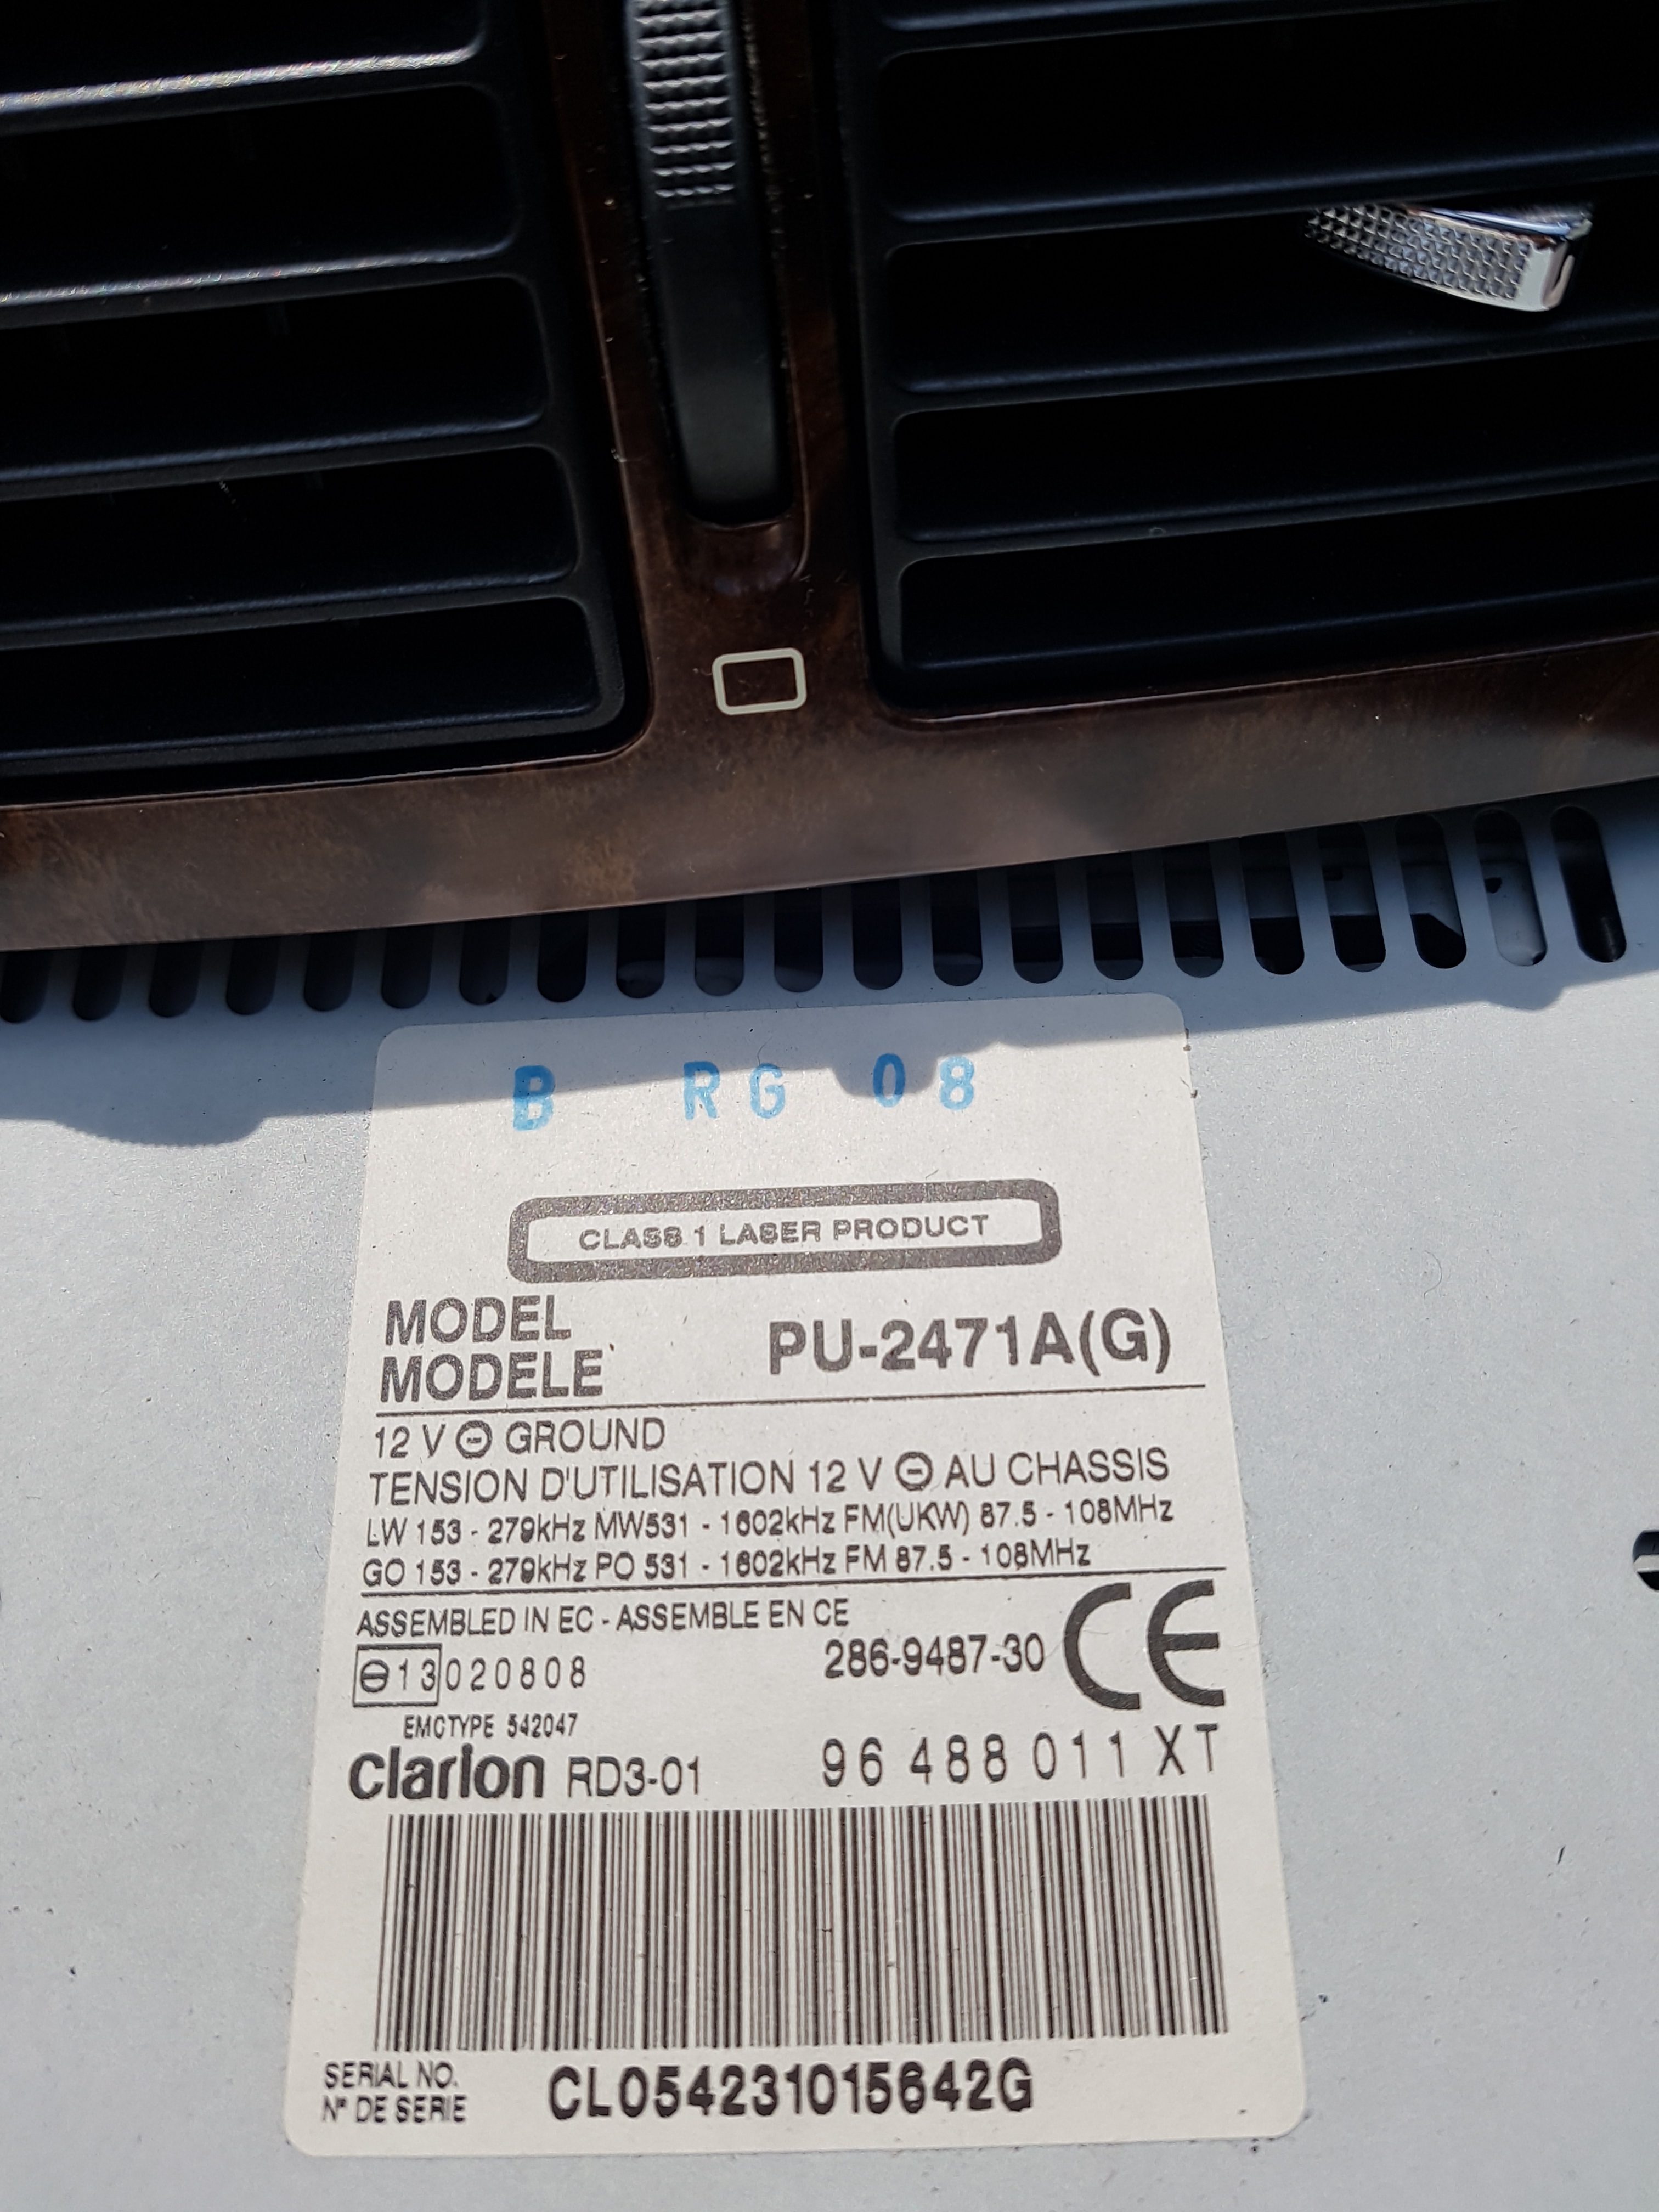 B RG 08
CLASS 1 LASER PRODUCT
MODEL
MODELE
PU-2471A(G)
12 V ⊖ GROUND
TENSION D'UTILISATION 12 V ⊖ AU CHASSIS
LW 153 - 279kHz MW531 - 1602kHz FM(UKW) 87.5 - 108MHz
GO 153 - 279kHz PO 531 - 1602kHz FM 87.5 - 108MHz
ASSEMBLED IN EC - ASSEMBLE EN CE
⊖13020808
286-9487-30
CE
EMCTYPE 542047
Clarion RD3-01
96 488 011 XT
SERIAL NO.
N° DE SERIE
CL054231015642G